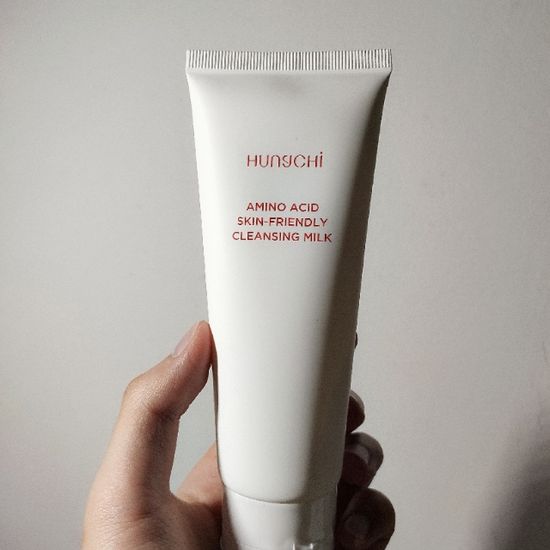 HUNGCHi
AMINO ACID
SKIN-FRIENDLY
CLEANSING MILK